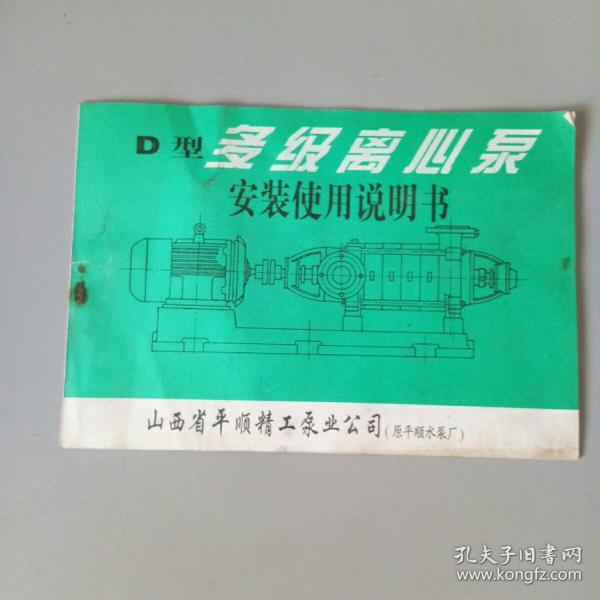 D型 多级离心泵
安装使用说明书
山西省平顺精工泵业公司(原平顺水泵厂)
孔夫子旧书网
www.kongfz.com